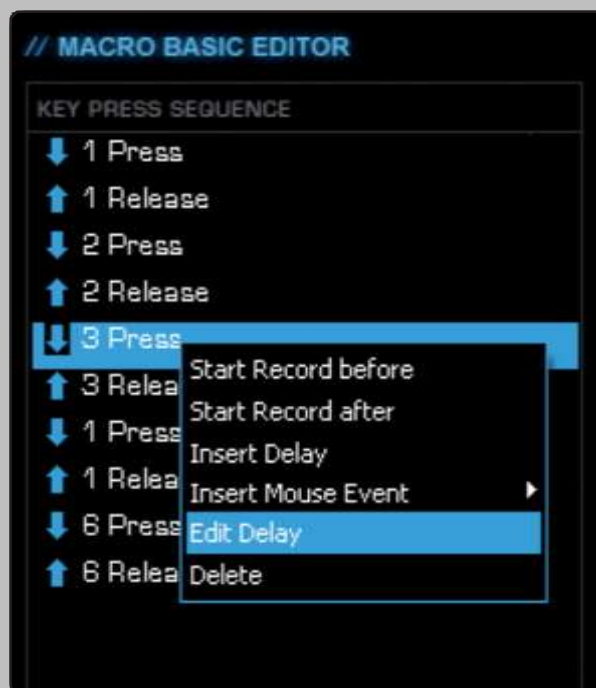 // MACRO BASIC EDITOR
KEY PRESS SEQUENCE
1 Press
1 Release
2 Press
2 Release
3 Press
3 Relea
1 Press
1 Relea
6 Press
6 Relea
Start Record before
Start Record after
Insert Delay
Insert Mouse Event
Edit Delay
Delete